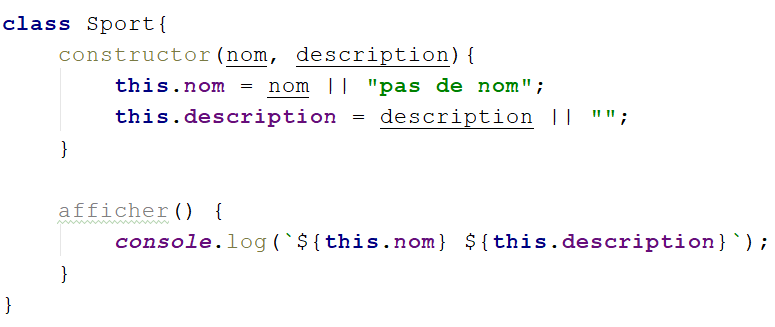 class Sport{
    constructor(nom, description){
        this.nom = nom || "pas de nom";
        this.description = description || "";
    }

    afficher() {
        console.log(`${this.nom} ${this.description}`);
    }
}